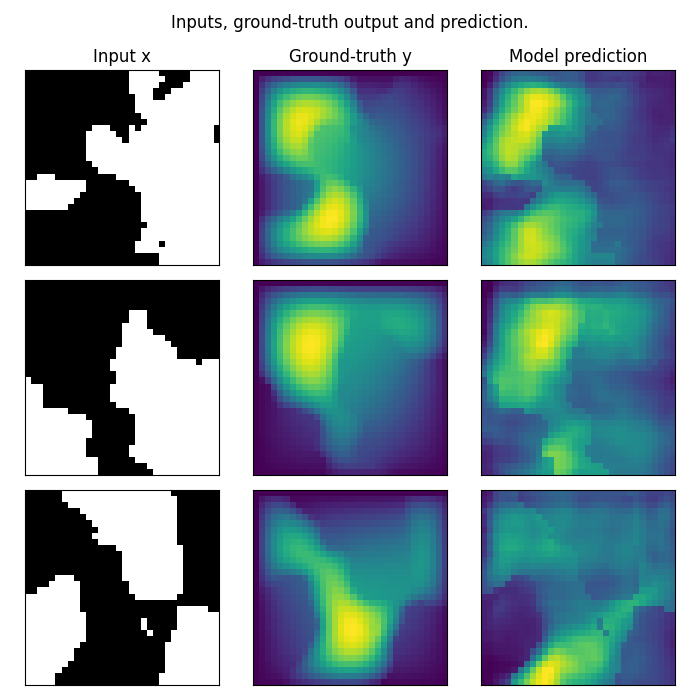 Inputs, ground-truth output and prediction.
Input x
Ground-truth y
Model prediction